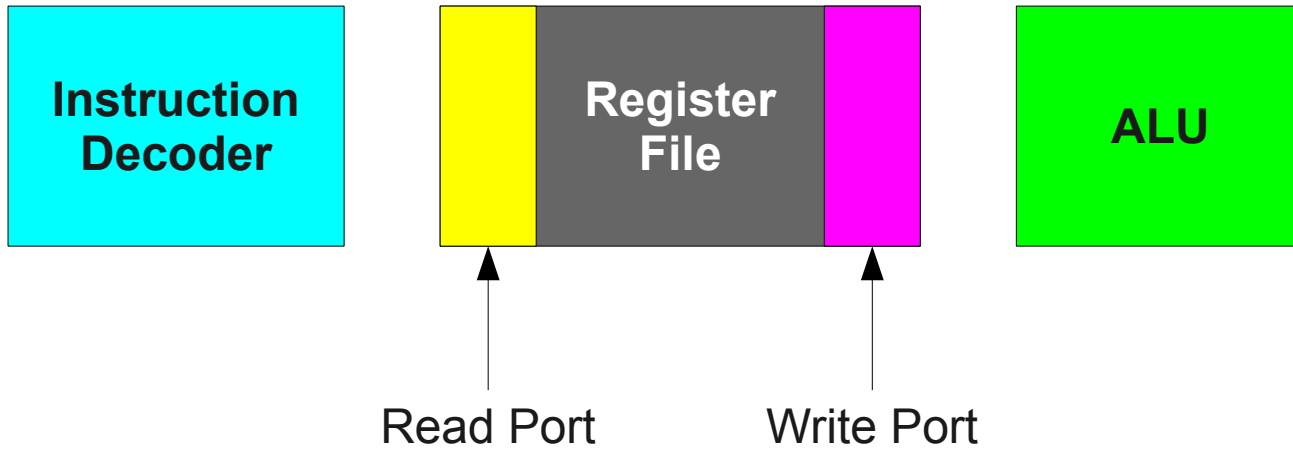 Instruction
Decoder
Register
File
ALU
Read Port
Write Port